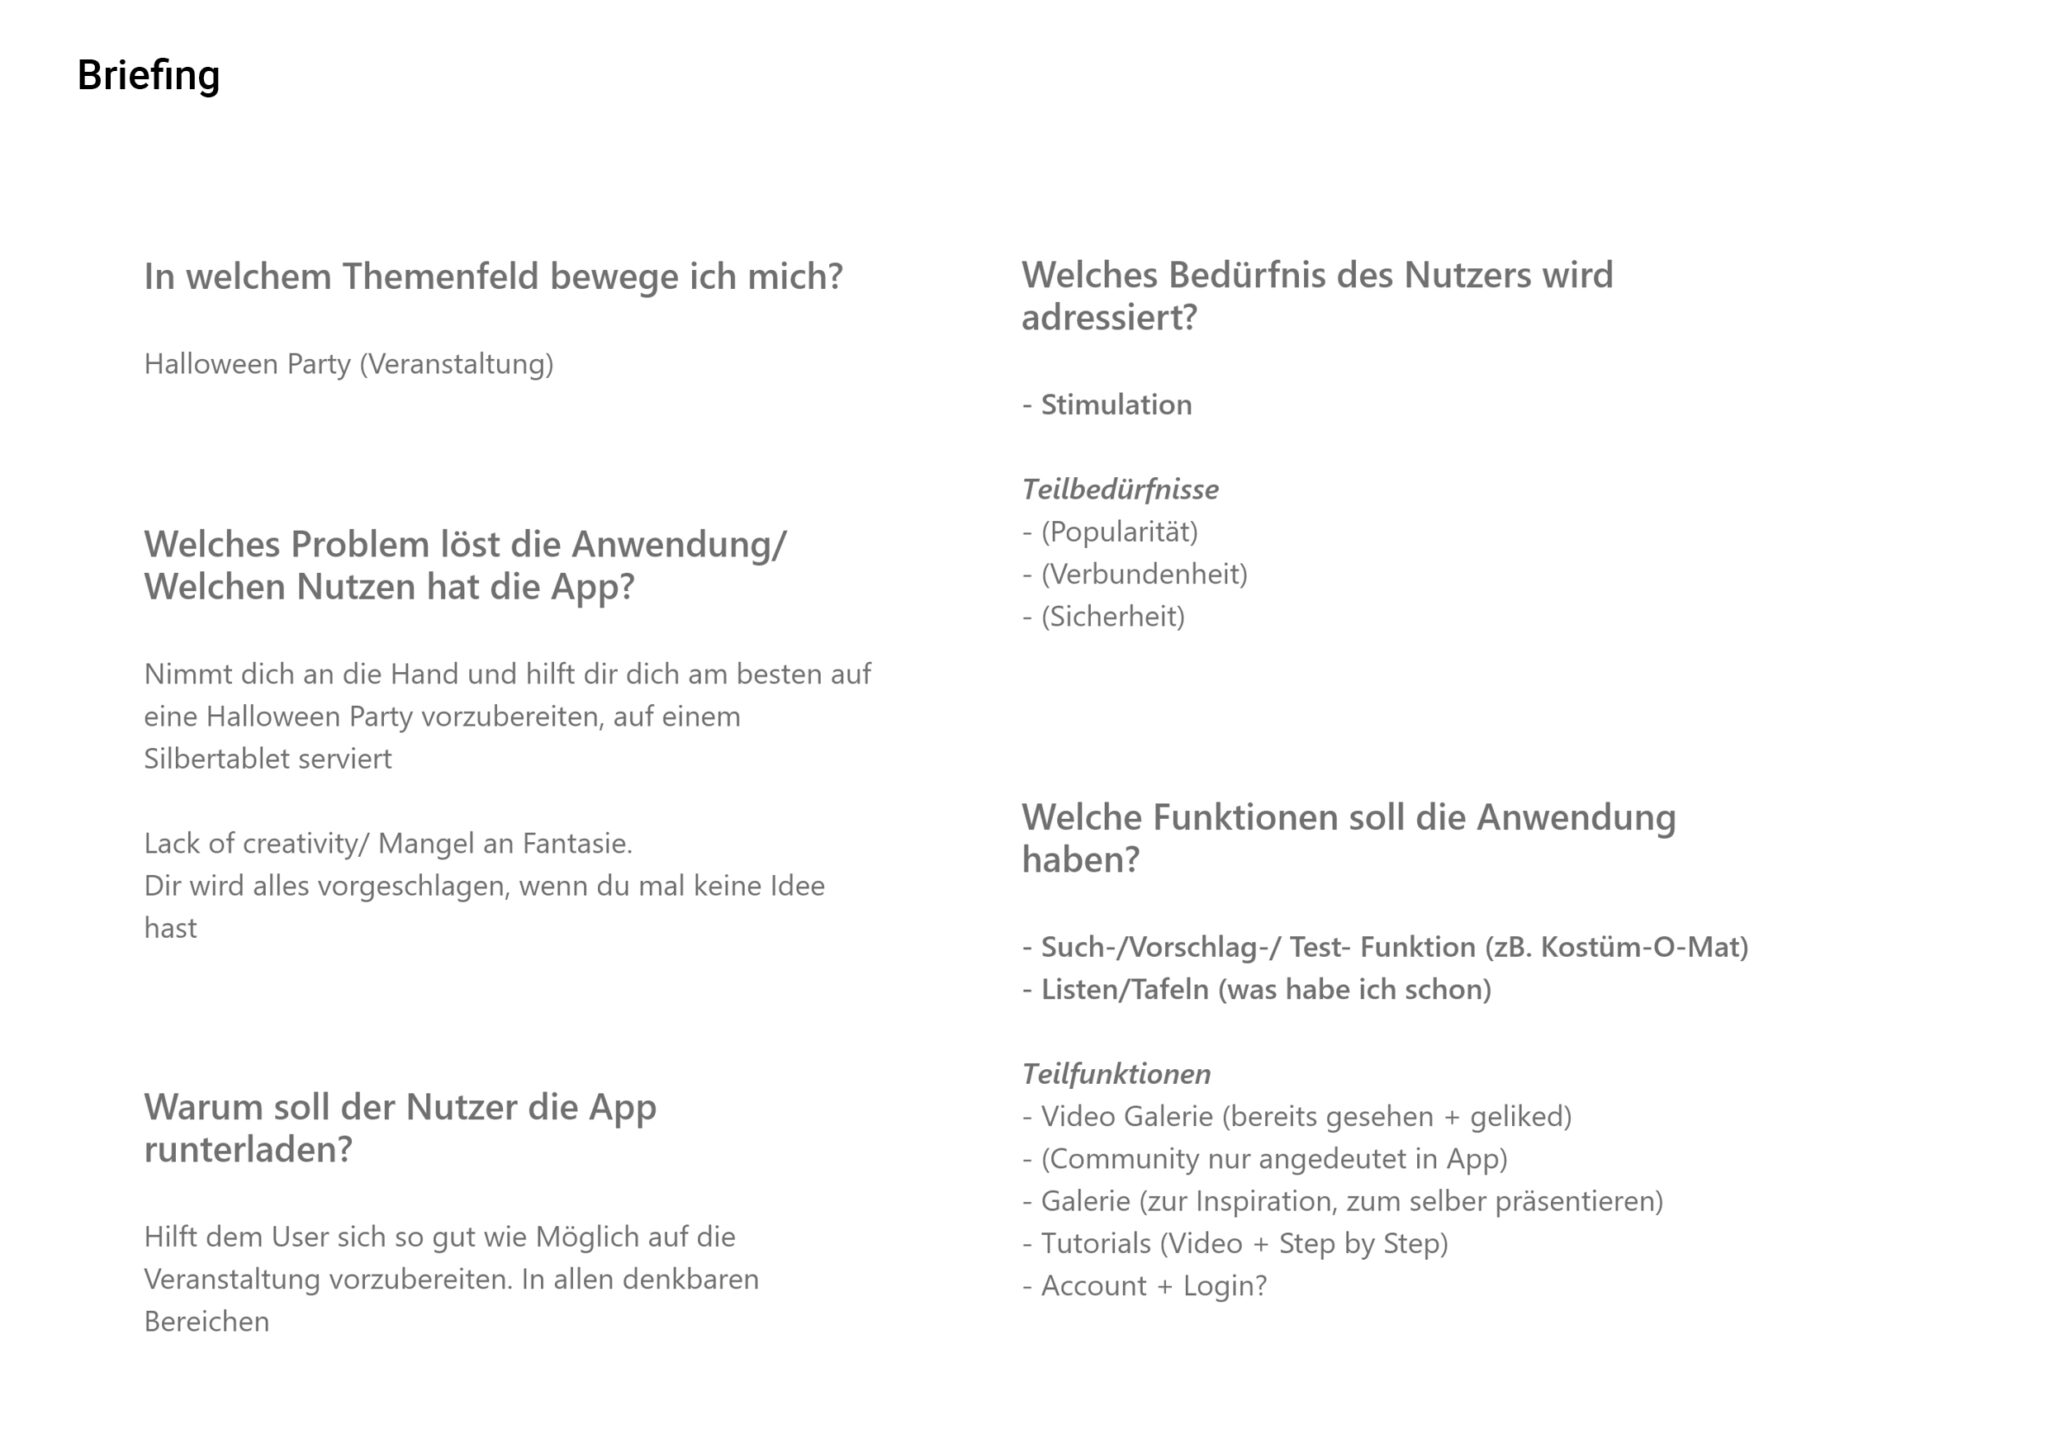 Briefing
In welchem Themenfeld bewege ich mich?
Halloween Party (Veranstaltung)
Welches Problem löst die Anwendung/
Welchen Nutzen hat die App?
Nimmt dich an die Hand und hilft dir dich am besten auf
eine Halloween Party vorzubereiten, auf einem
Silbertablet serviert
Lack of creativity/ Mangel an Fantasie.
Dir wird alles vorgeschlagen, wenn du mal keine Idee
hast
Warum soll der Nutzer die App
runterladen?
Hilft dem User sich so gut wie Möglich auf die
Veranstaltung vorzubereiten. In allen denkbaren
Bereichen
Welches Bedürfnis des Nutzers wird
adressiert?
- Stimulation
Teilbedürfnisse
- (Popularität)
- (Verbundenheit)
- (Sicherheit)
Welche Funktionen soll die Anwendung
haben?
- Such-/Vorschlag-/ Test- Funktion (zB. Kostüm-O-Mat)
- Listen/Tafeln (was habe ich schon)
Teilfunktionen
- Video Galerie (bereits gesehen + geliked)
- (Community nur angedeutet in App)
- Galerie (zur Inspiration, zum selber präsentieren)
- Tutorials (Video + Step by Step)
- Account + Login?